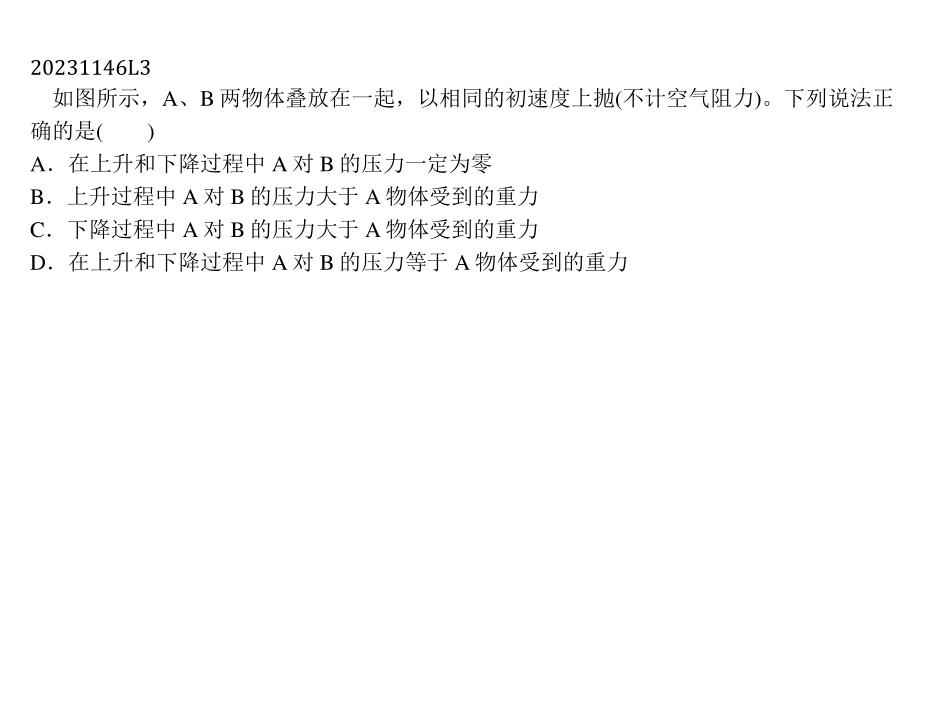 20231146L3
如图所示，A、B 两物体叠放在一起，以相同的初速度上抛(不计空气阻力)。下列说法正
确的是(　　)
A．在上升和下降过程中 A 对 B 的压力一定为零
B．上升过程中 A 对 B 的压力大于 A 物体受到的重力
C．下降过程中 A 对 B 的压力大于 A 物体受到的重力
D．在上升和下降过程中 A 对 B 的压力等于 A 物体受到的重力